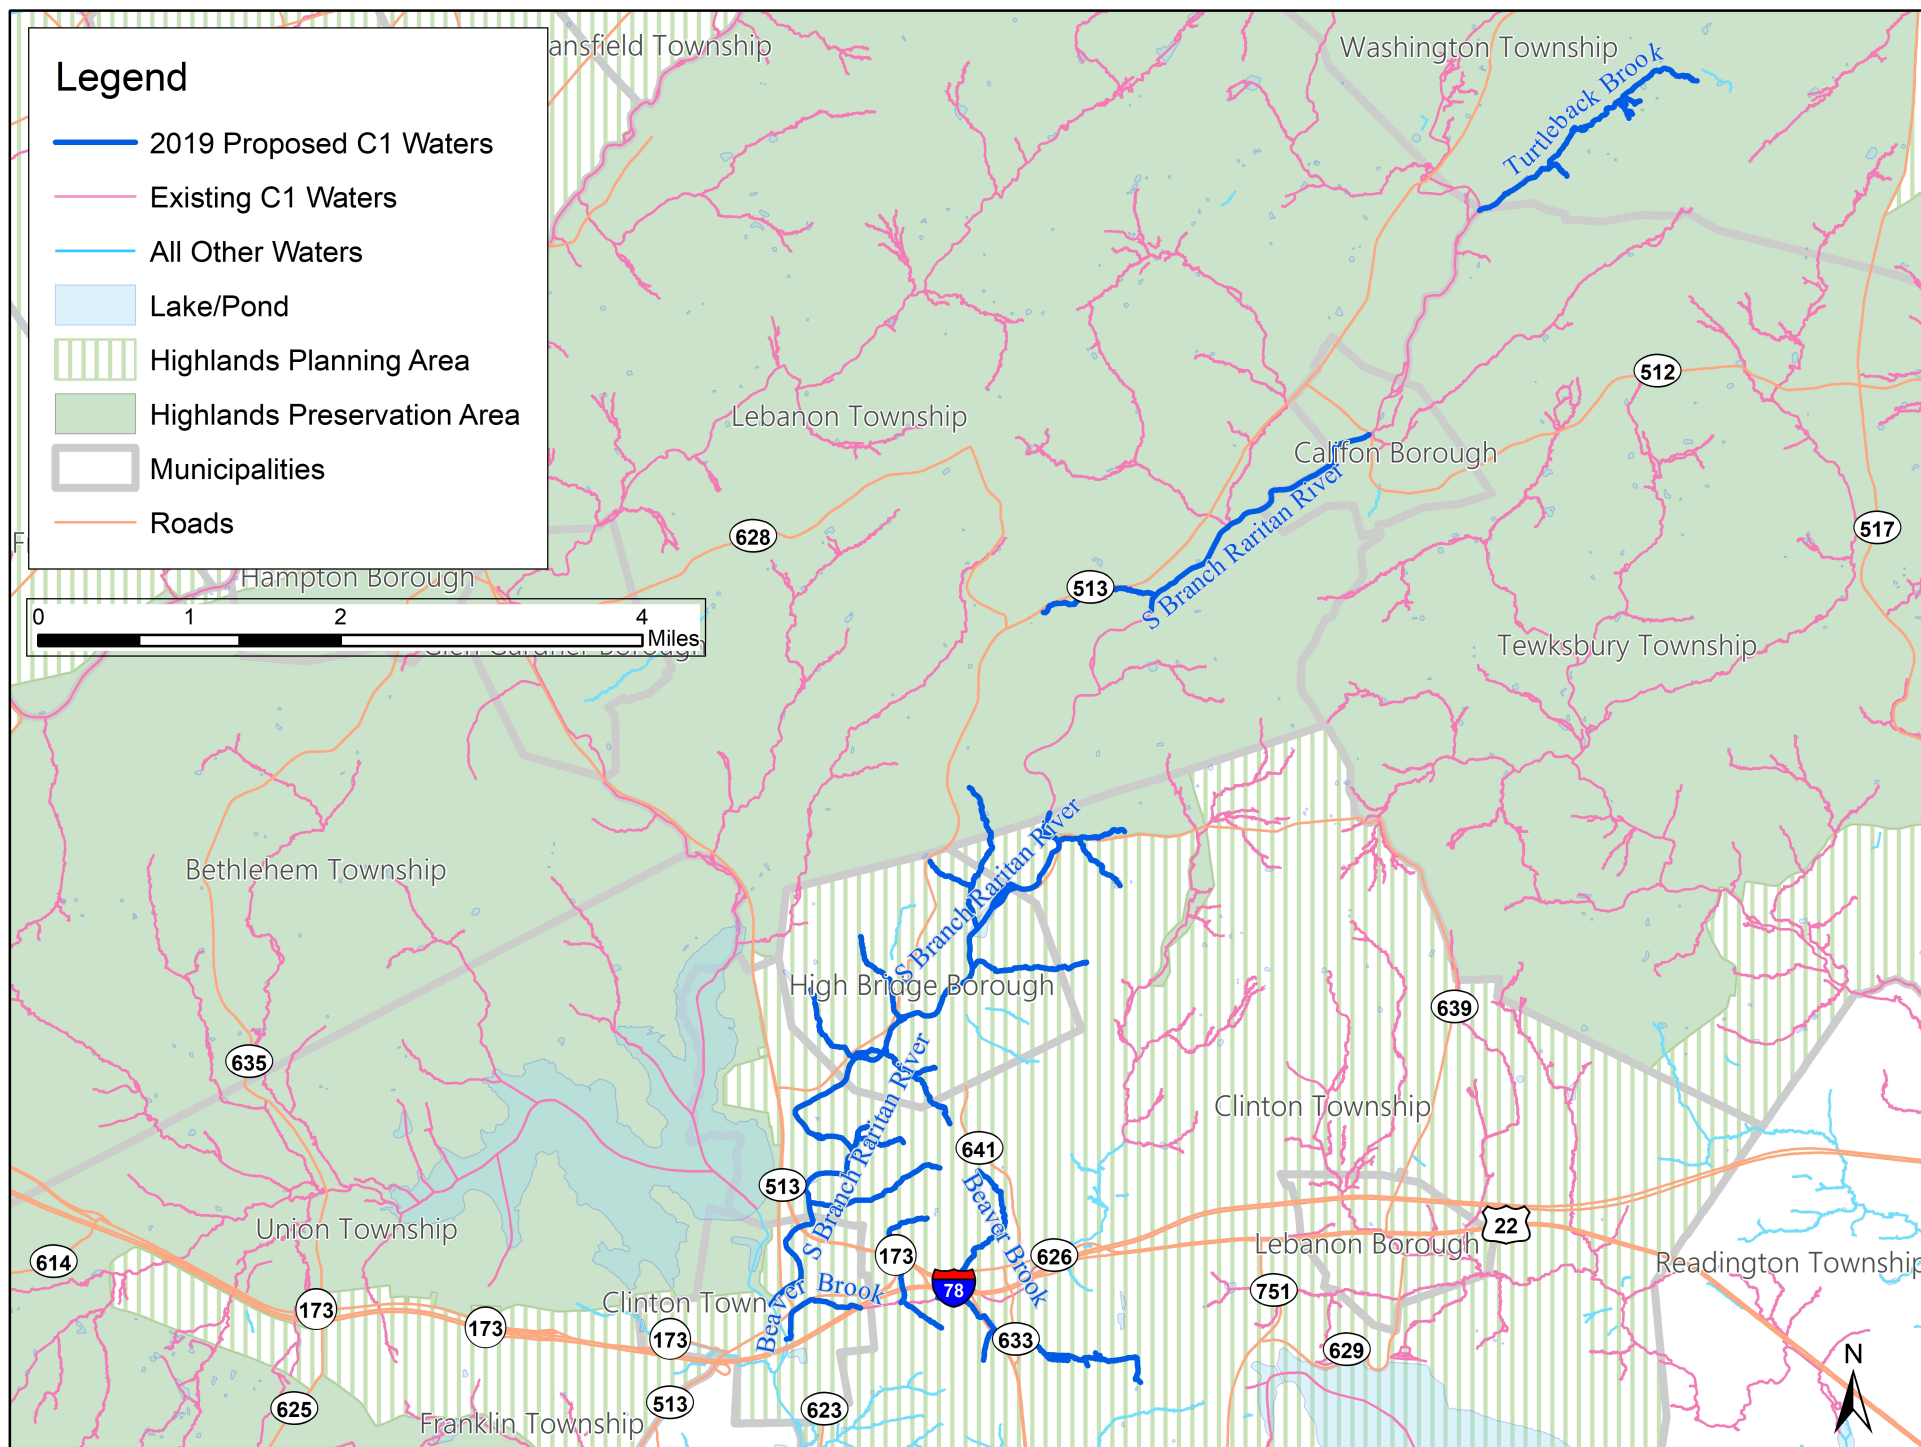 Legend
2019 Proposed C1 Waters
Existing C1 Waters
All Other Waters
Lake/Pond
Highlands Planning Area
Highlands Preservation Area
Municipalities
Roads
ansfield Township
Washington Township
Turtleback Brook
512
Lebanon Township
Califon Borough
S Branch Raritan River
517
628
513
Hampton Borough
0 1 2 4 Miles
Tewksbury Township
Bethlehem Township
S Branch Raritan River
High Bridge Borough
639
635
S Branch Raritan River
Clinton Township
641
513
Beaver Brook
Union Township
614
173
626
22
Lebanon Borough
Readington Township
78
Beaver Brook
Clinton Town
751
173
173
173
633
629
N
625
513
623
Franklin Township